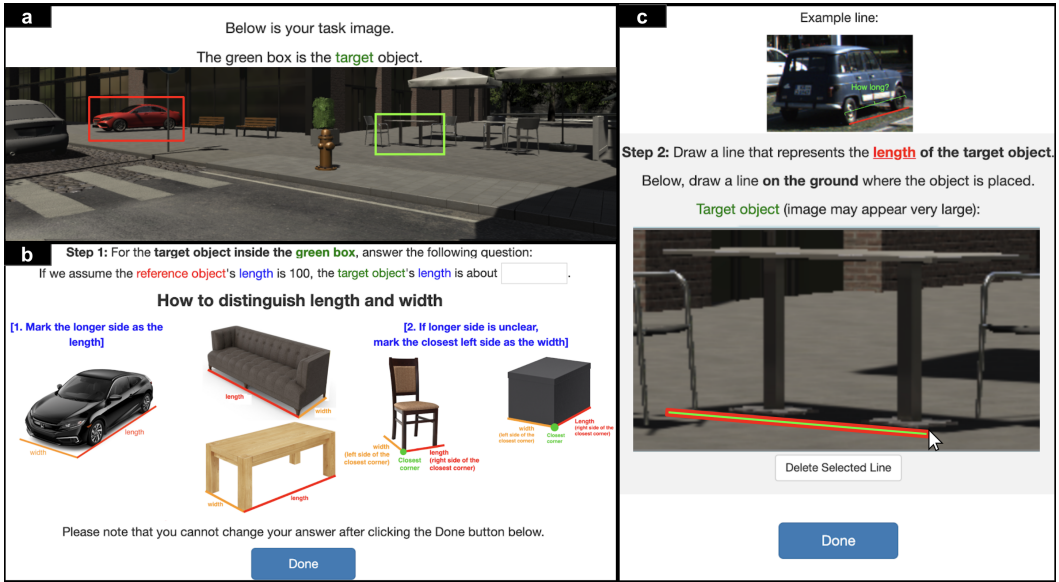 a
Below is your task image.
The green box is the target object.
b
Step 1: For the target object inside the green box, answer the following question:
If we assume the reference object's length is 100, the target object's length is about .
How to distinguish length and width
[1. Mark the longer side as the
length]
[2. If longer side is unclear,
mark the closest left side as the width]
width
length
length
width
width
length
width
(left side of the
closest corner)
Closest
corner
length
(right side of the
closest corner)
width
(left side of the
closest corner)
Closest
corner
Length
(right side of the
closest corner)
Please note that you cannot change your answer after clicking the Done button below.
Done
c
Example line:
How long?
Step 2: Draw a line that represents the length of the target object.
Below, draw a line on the ground where the object is placed.
Target object (image may appear very large):
Delete Selected Line
Done